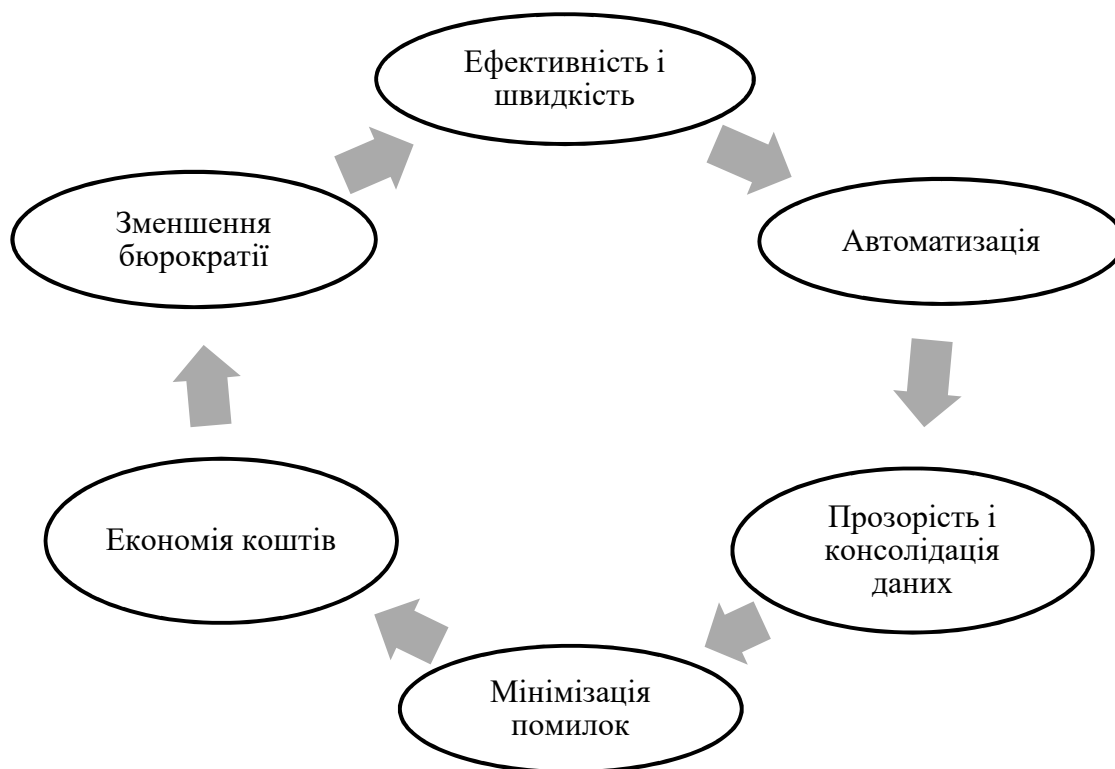 Ефективність і
швидкість
Автоматизація
Прозорість і
консолідація
даних
Мінімізація
помилок
Економія коштів
Зменшення
бюрократії